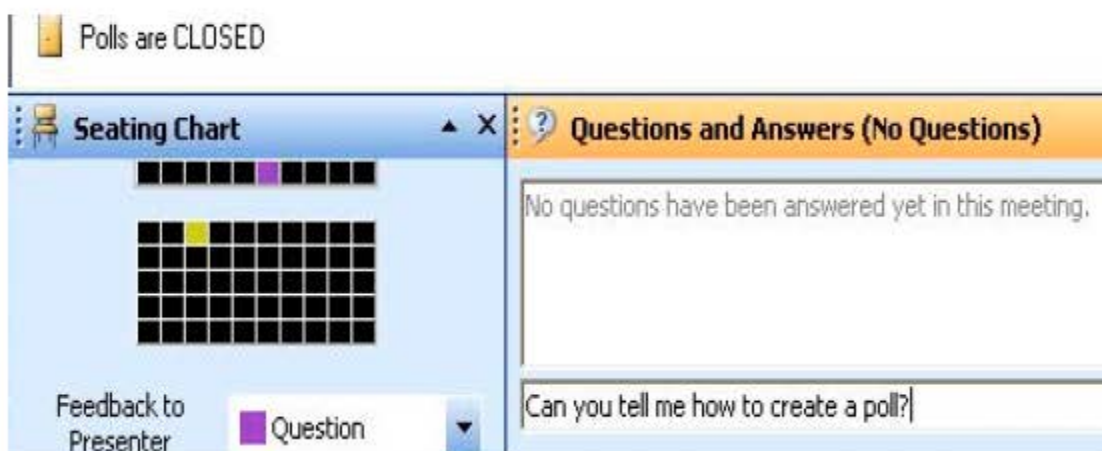 Polls are CLOSED
Seating Chart
Questions and Answers (No Questions)
No questions have been answered yet in this meeting.
Feedback to
Presenter
Question
Can you tell me how to create a poll?